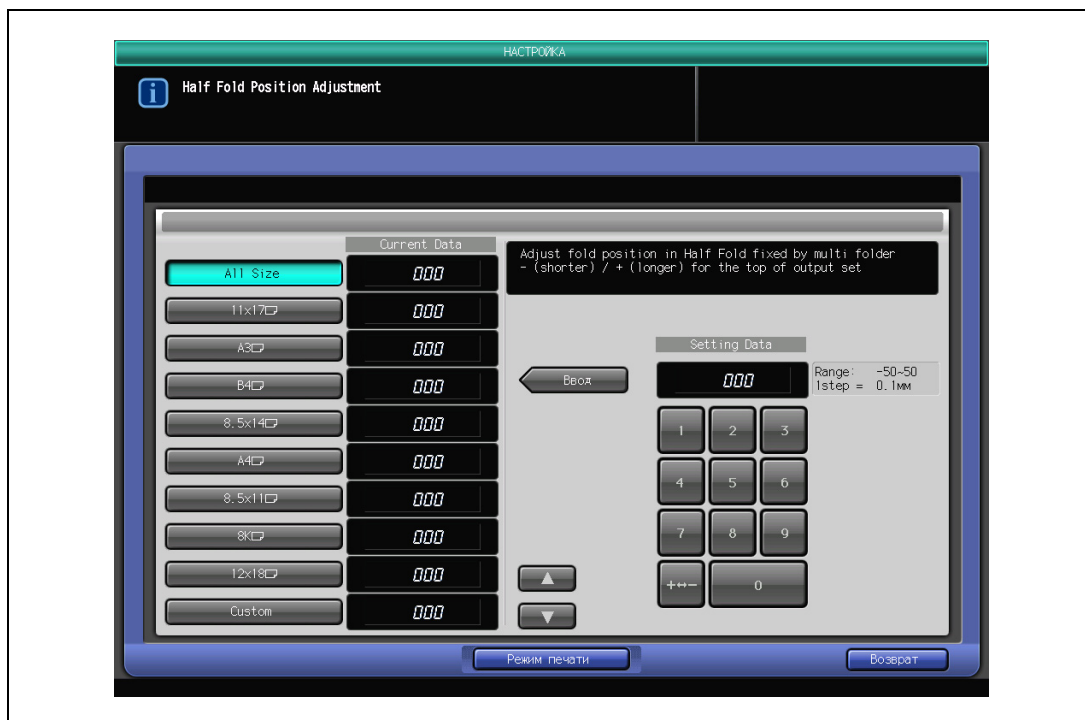 НАСТРОЙКА
Half Fold Position Adjustment
Current Data
Adjust fold position in Half Fold fixed by multi folder
- (shorter) / + (longer) for the top of output set
All Size 000
11x17 000
A3 000
B4 000
8.5x14 000
A4 000
8.5x11 000
8K 000
12x18 000
Custom 000
Ввод
Setting Data
000
Range: -50~50
1step = 0.1мм
1 2 3
4 5 6
7 8 9
+↔- 0
▲
▼
Режим печати
Возврат